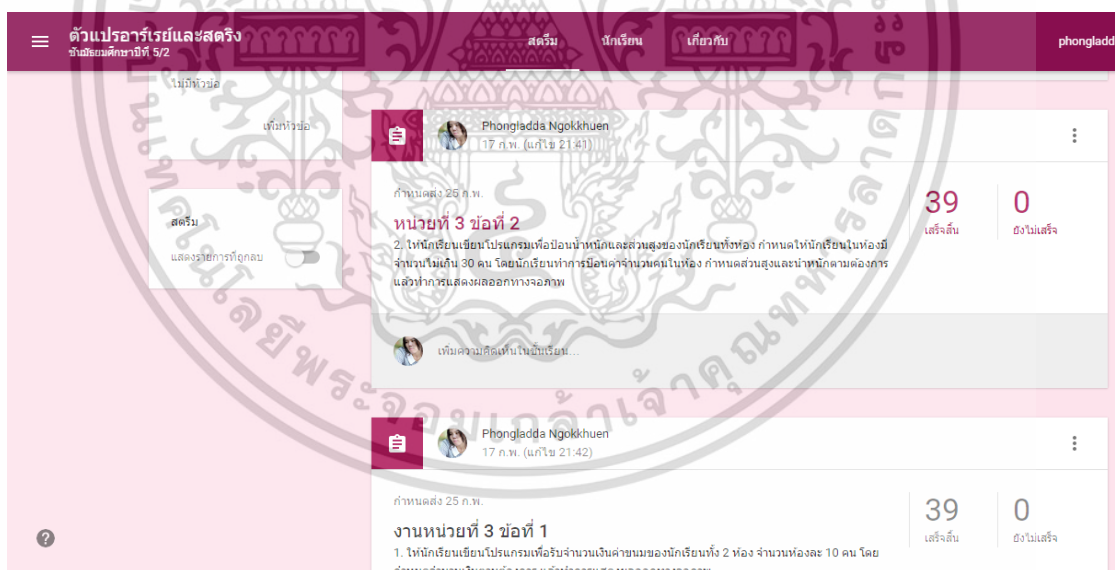 ตัวแปรอาร์เรย์และสตริง
ชั้นมัธยมศึกษาปีที่ 5/2
สตรีม
นักเรียน
เกี่ยวกับ
phongladd
ไม่มีหัวข้อ
เพิ่มหัวข้อ
สตรีม
แสดงรายการที่ถูกลบ
Phongladda Ngokkhuen
17 ก.พ. (แก้ไข 21:41)
กำหนดส่ง 25 ก.พ.
หน่วยที่ 3 ข้อที่ 2
2. ให้นักเรียนเขียนโปรแกรมเพื่อป้อนน้ำหนักและส่วนสูงของนักเรียนทั้งห้อง กำหนดให้นักเรียนในห้องมี
จำนวนไม่เกิน 30 คน โดยนักเรียนทำการป้อนค่าจำนวนคนในห้อง กำหนดส่วนสูงและน้ำหนักตามต้องการ
แล้วทำการแสดงผลออกทางจอภาพ
39
เสร็จสิ้น
0
ยังไม่เสร็จ
เพิ่มความคิดเห็นในชั้นเรียน...
Phongladda Ngokkhuen
17 ก.พ. (แก้ไข 21:42)
กำหนดส่ง 25 ก.พ.
งานหน่วยที่ 3 ข้อที่ 1
1. ให้นักเรียนเขียนโปรแกรมเพื่อรับจำนวนเงินค่าขนมของนักเรียนทั้ง 2 ห้อง จำนวนห้องละ 10 คน โดย
39
เสร็จสิ้น
0
ยังไม่เสร็จ